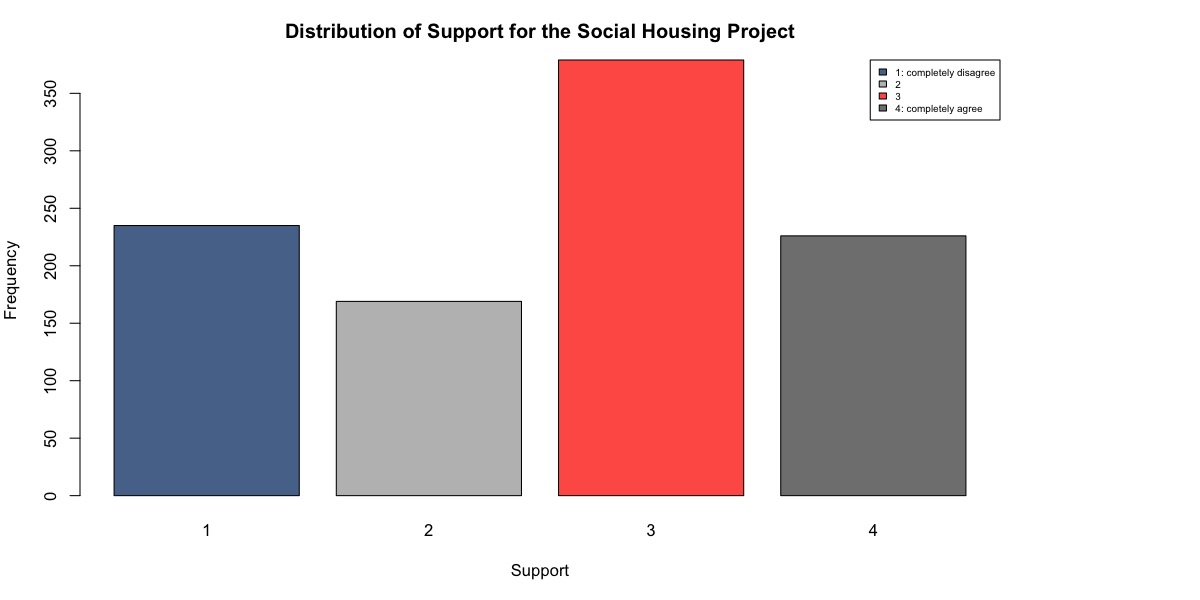 Distribution of Support for the Social Housing Project
1: completely disagree
2
3
4: completely agree
Frequency
350
300
250
200
150
100
50
0
1
2
3
4
Support